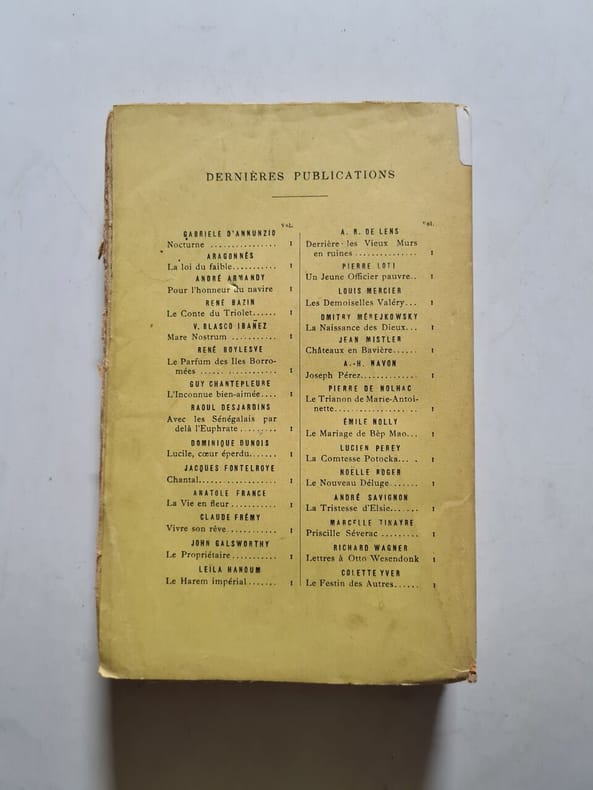 DERNIÈRES PUBLICATIONS
Vol.
GABRIELE D'ANNUNZIO
Nocturne ............... 1
ARAGONNÈS
La loi du faible.......... 1
ANDRÉ ARMANDY
Pour l'honneur du navire 1
RENÉ BAZIN
Le Conte du Triolet...... 1
V. BLASCO IBAÑEZ
Mare Nostrum .......... 1
RENÉ BOYLESVE
Le Parfum des Iles Borro-
mées ................. 1
GUY CHANTEPLEURE
L'Inconnue bien-aimée.... 1
RAOUL DESJARDINS
Avec les Sénégalais par
delà l'Euphrate ......... 1
DOMINIQUE DUNOIS
Lucile, cœur éperdu...... 1
JACQUES FONTELROYE
Chantal.................. 1
ANATOLE FRANCE
La Vie en fleur ........... 1
CLAUDE FRÉMY
Vivre son rêve........... 1
JOHN GALSWORTHY
Le Propriétaire .......... 1
LEÏLA HANOUM
Le Harem impérial....... 1
Vol.
A. R. DE LENS
Derrière les Vieux Murs
en ruines .............. 1
PIERRE LOTI
Un Jeune Officier pauvre.. 1
LOUIS MERCIER
Les Demoiselles Valéry... 1
DMITRY MÉREJKOWSKY
La Naissance des Dieux... 1
JEAN MISTLER
Châteaux en Bavière...... 1
A.-H. NAVON
Joseph Pérez............. 1
PIERRE DE NOLHAC
Le Trianon de Marie-Antoi-
nette................... 1
ÉMILE NOLLY
Le Mariage de Bèp Mao... 1
LUCIEN PEREY
La Comtesse Potocka..... 1
NOËLLE ROGER
Le Nouveau Déluge....... 1
ANDRÉ SAVIGNON
La Tristesse d'Elsie....... 1
MARCELLE TINAYRE
Priscille Séverac ......... 1
RICHARD WAGNER
Lettres à Otto Wesendonk 1
COLETTE YVER
Le Festin des Autres...... 1